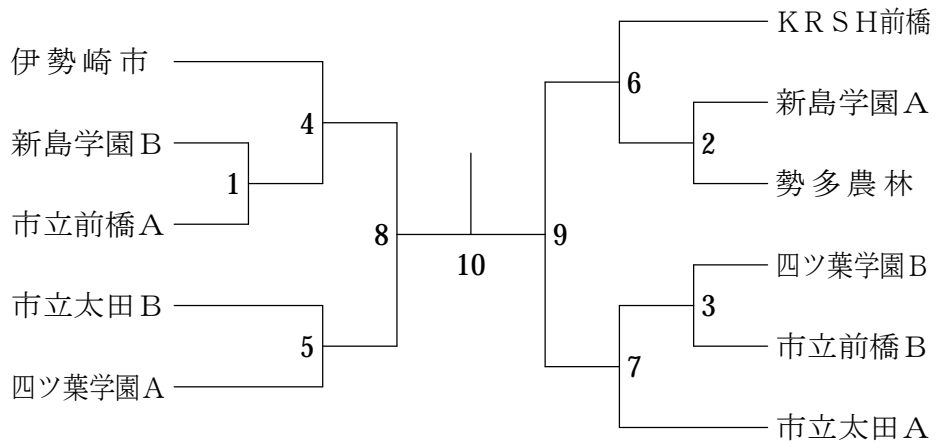 伊勢崎市
新島学園B
市立前橋A
市立太田B
四ツ葉学園A
1
4
5
8
10
9
6
2
3
7
KRSH前橋
新島学園A
勢多農林
四ツ葉学園B
市立前橋B
市立太田A